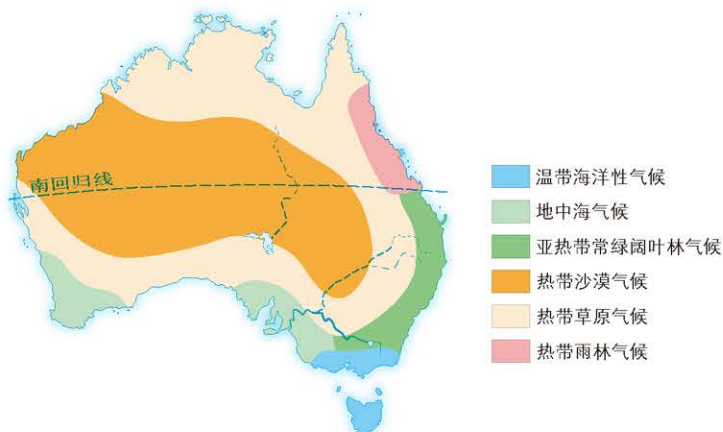 南回归线
温带海洋性气候
地中海气候
亚热带常绿阔叶林气候
热带沙漠气候
热带草原气候
热带雨林气候